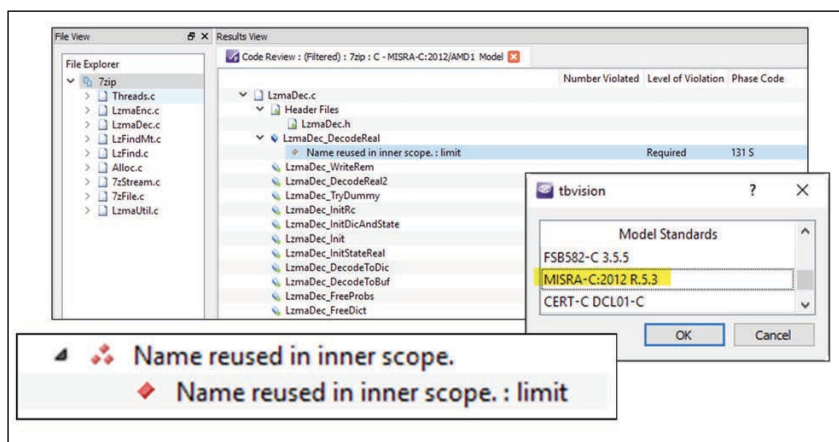 File View
Results View
File Explorer
7zip
Threads.c
LzmaEnc.c
LzmaDec.c
LzFindMt.c
LzFind.c
Alloc.c
7zStream.c
7zFile.c
LzmaUtil.c
Code Review : (Filtered) : 7zip : C - MISRA-C:2012/AMD1 Model
Number Violated Level of Violation Phase Code
LzmaDec.c
Header Files
LzmaDec.h
LzmaDec_DecodeReal
Name reused in inner scope. : limit Required 131 S
LzmaDec_WriteRem
LzmaDec_DecodeReal2
LzmaDec_TryDummy
LzmaDec_InitRc
LzmaDec_InitDicAndState
LzmaDec_Init
LzmaDec_InitStateReal
LzmaDec_DecodeToDic
LzmaDec_DecodeToBuf
LzmaDec_FreeProbs
LzmaDec_FreeDict
tbvision ?
Model Standards
FSB582-C 3.5.5
MISRA-C:2012 R.5.3
CERT-C DCL01-C
OK Cancel
Name reused in inner scope.
Name reused in inner scope. : limit